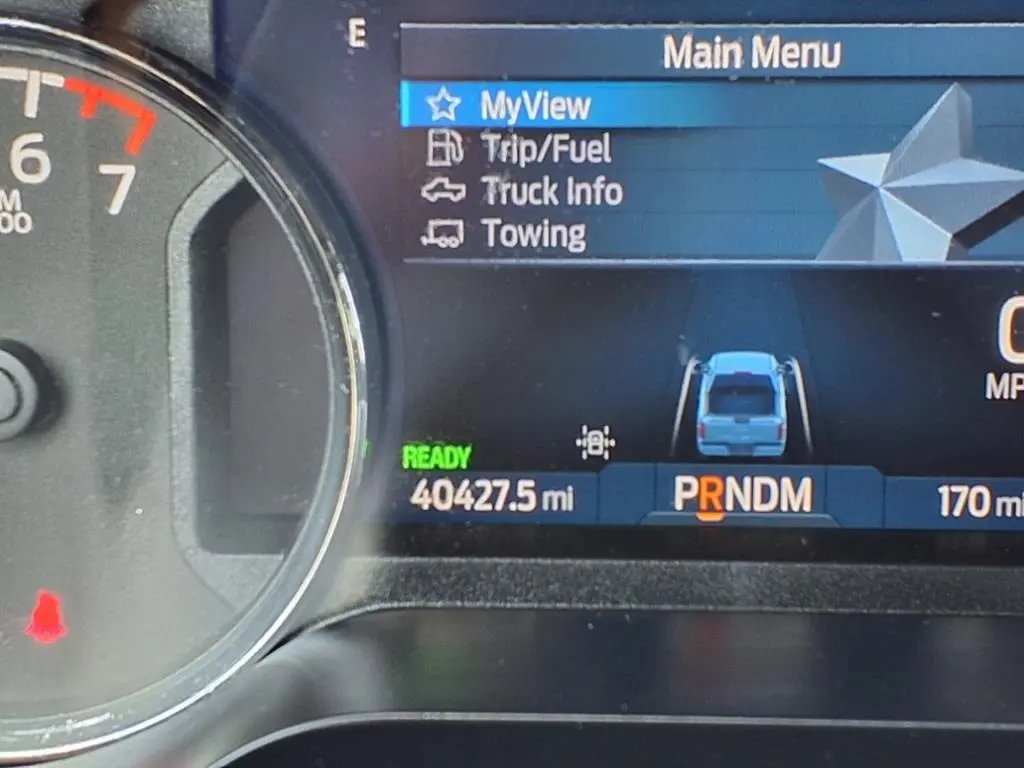 E
Main Menu
MyView
Trip/Fuel
Truck Info
Towing
6
7
READY
40427.5 mi
PRNDM
170 mi